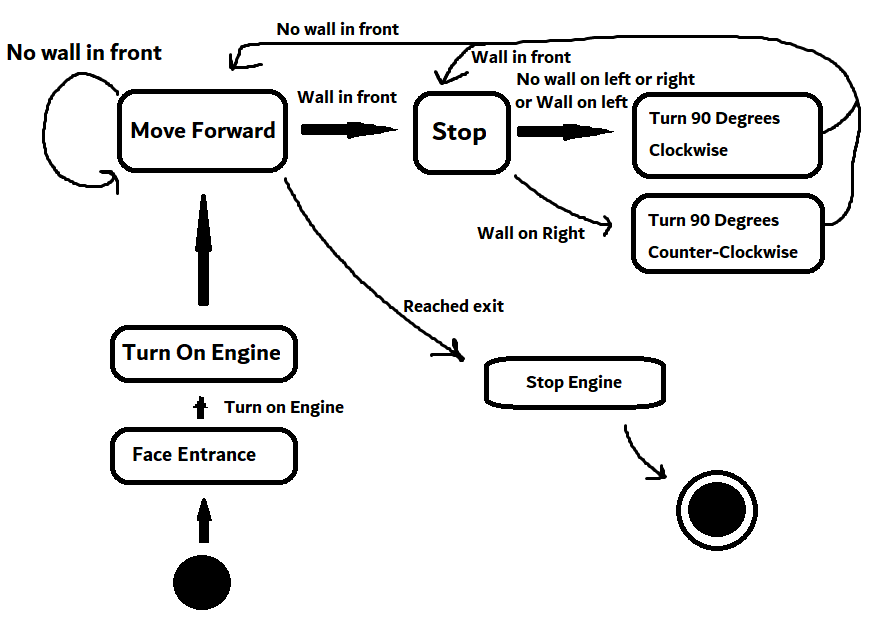 No wall in front
No wall in front
Wall in front
No wall on left or right
or Wall on left
Wall in front
Move Forward
Stop
Turn 90 Degrees
Clockwise
Turn 90 Degrees
Counter-Clockwise
Wall on Right
Reached exit
Turn On Engine
Stop Engine
Turn on Engine
Face Entrance